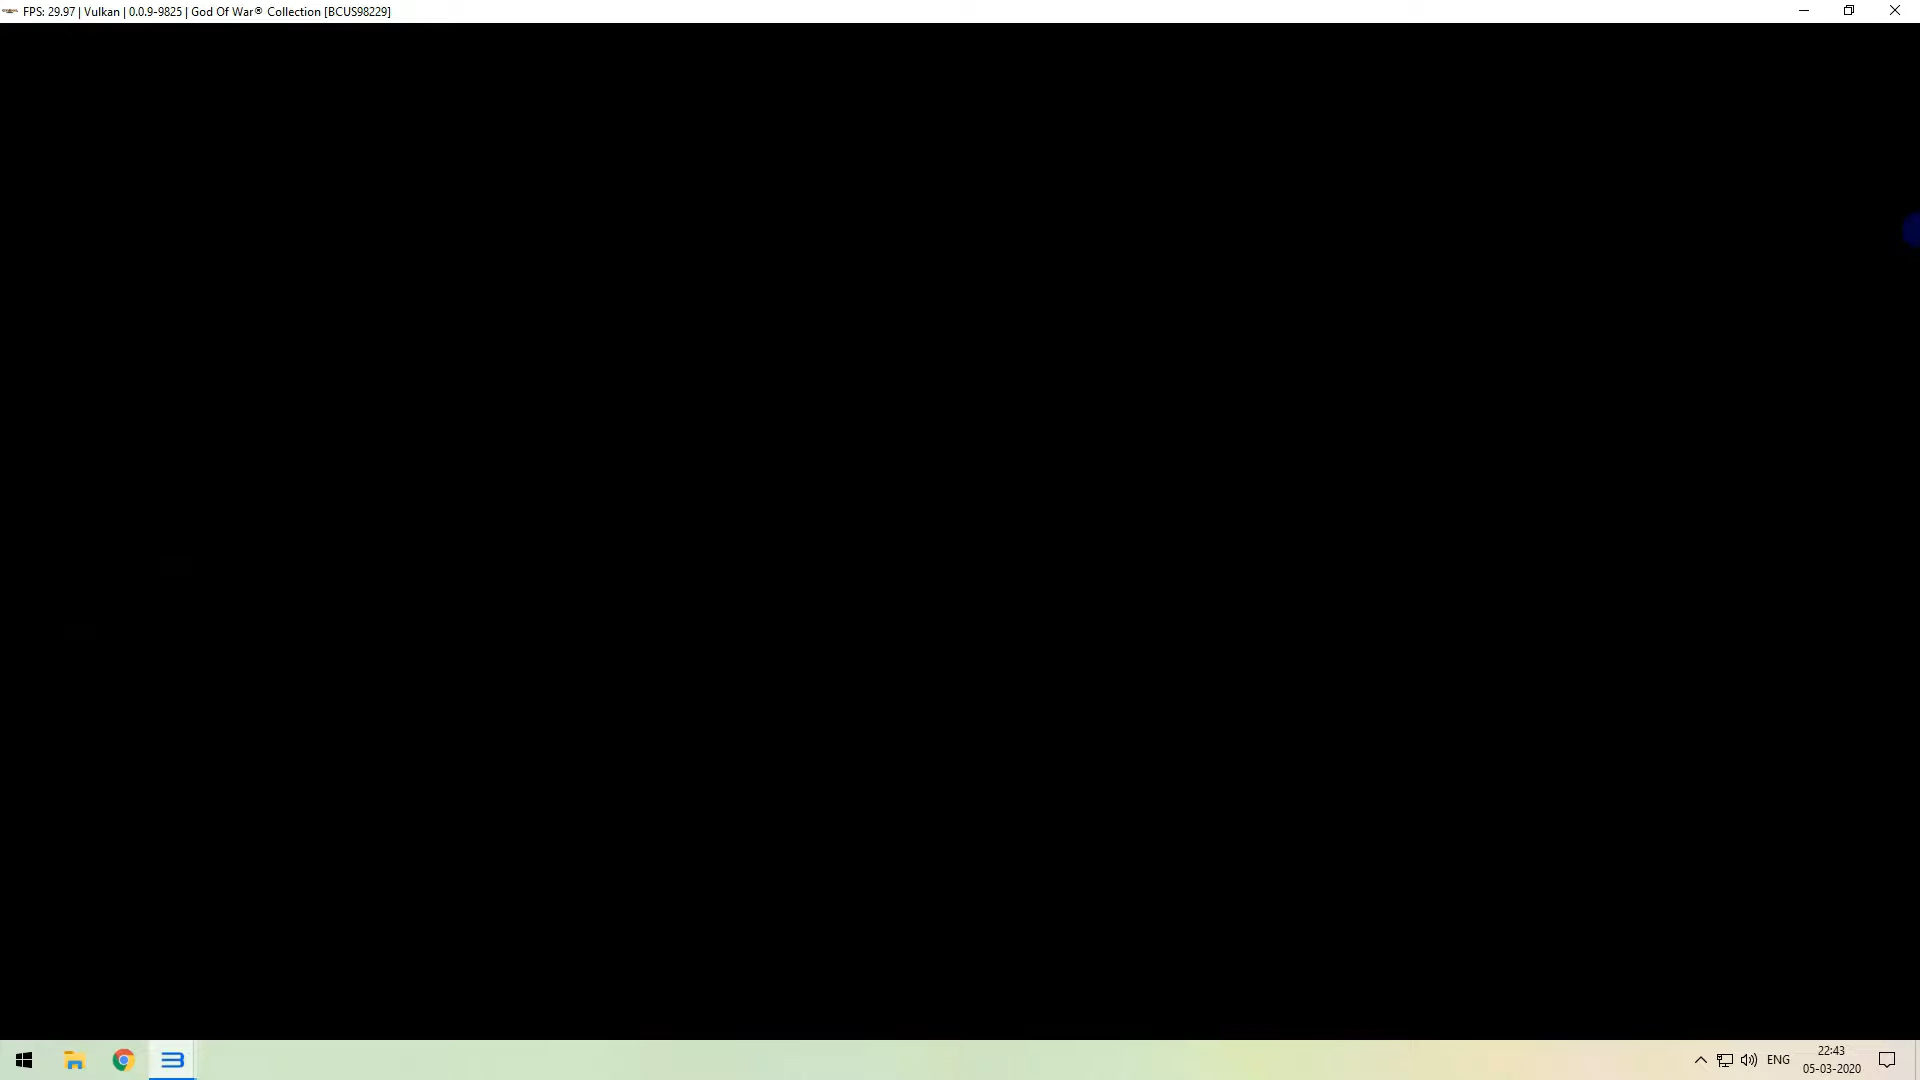 FPS: 29.97 | Vulkan | 0.0.9-9825 | God Of War® Collection [BCUS98229]
ENG
22:43
05-03-2020